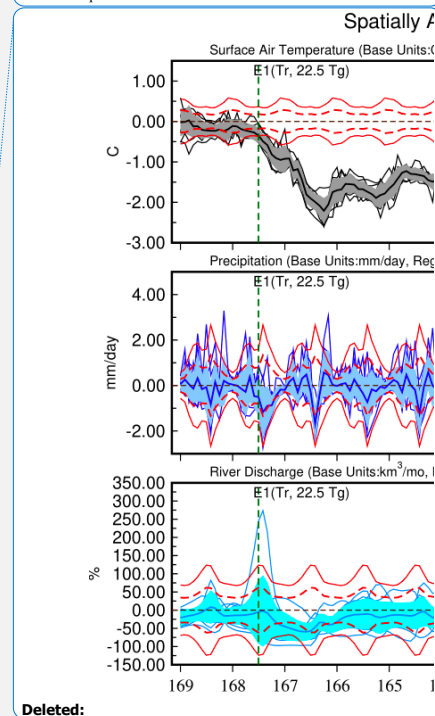 Spatially A
Surface Air Temperature (Base Units:C
E1(Tr, 22.5 Tg)
1.00
0.00
-1.00
-2.00
-3.00
C
Precipitation (Base Units:mm/day, Reg
E1(Tr, 22.5 Tg)
4.00
2.00
0.00
-2.00
mm/day
River Discharge (Base Units:km3/mo,
E1(Tr, 22.5 Tg)
350.00
300.00
250.00
200.00
150.00
100.00
50.00
0.00
-50.00
-100.00
-150.00
%
169 168 167 166 165 1
Deleted: